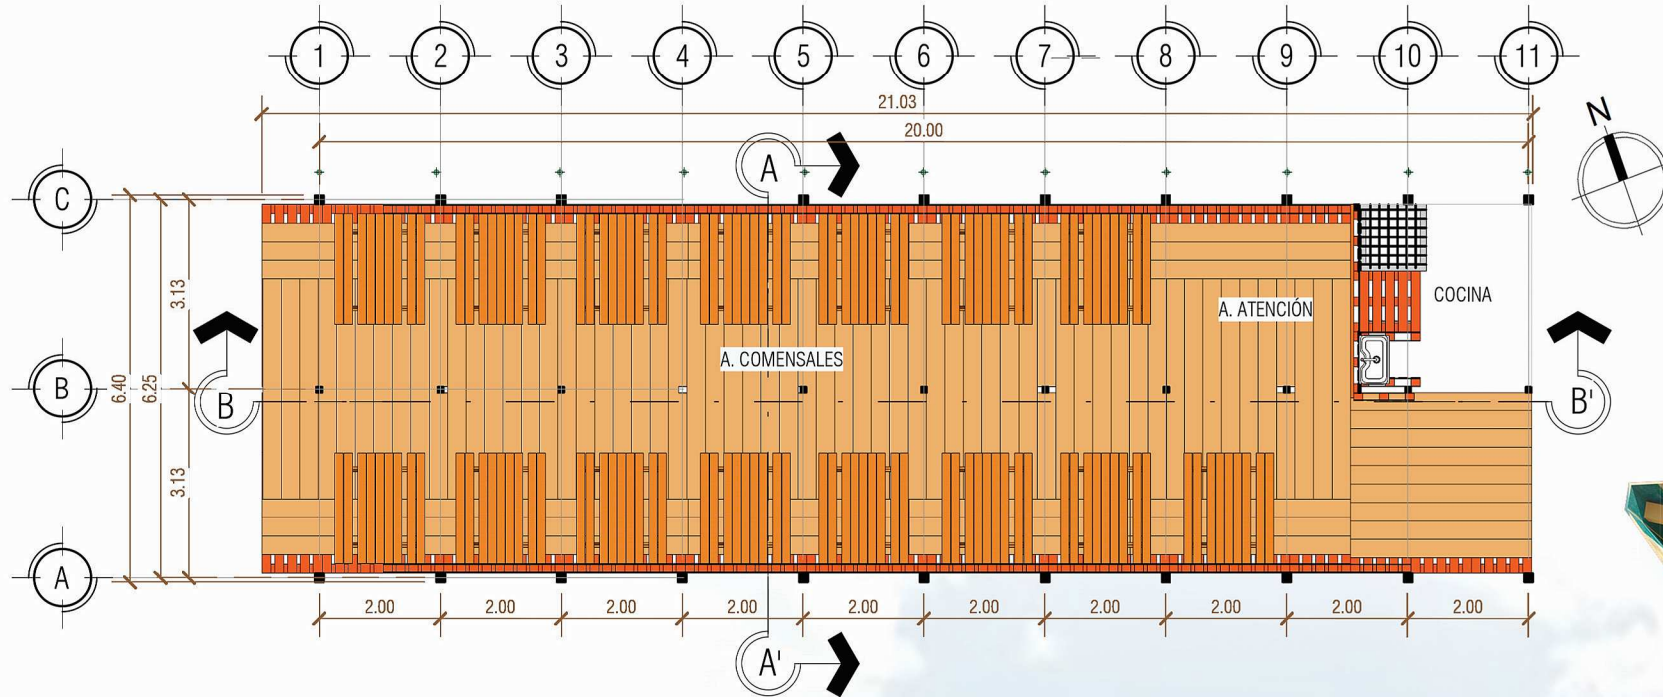 1 2 3 4 5 6 7 8 9 10 11
21.03
20.00
N
A
C
3.13
COCINA
A. ATENCIÓN
A. COMENSALES
6.40 6.25
B
B
B'
3.13
A
2.00 2.00 2.00 2.00 2.00 2.00 2.00 2.00 2.00 2.00
A'